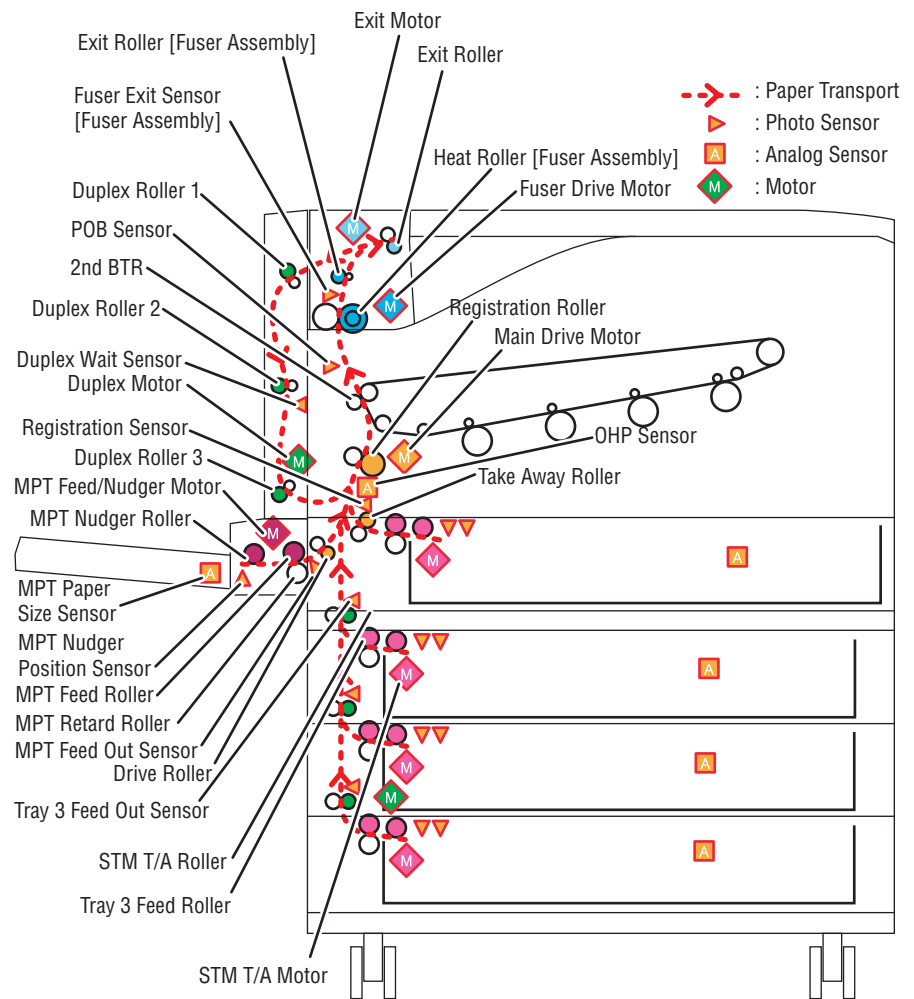 Exit Motor
Exit Roller [Fuser Assembly]
Exit Roller
Fuser Exit Sensor
[Fuser Assembly]
: Paper Transport
: Photo Sensor
A : Analog Sensor
M : Motor
Heat Roller [Fuser Assembly]
Fuser Drive Motor
Duplex Roller 1
POB Sensor
2nd BTR
Duplex Roller 2
Registration Roller
Main Drive Motor
Duplex Wait Sensor
Duplex Motor
Registration Sensor
OHP Sensor
Duplex Roller 3
Take Away Roller
MPT Feed/Nudger Motor
MPT Nudger Roller
MPT Paper
Size Sensor
MPT Nudger
Position Sensor
MPT Feed Roller
MPT Retard Roller
MPT Feed Out Sensor
Drive Roller
Tray 3 Feed Out Sensor
STM T/A Roller
Tray 3 Feed Roller
STM T/A Motor
M
M
M
M
A
M
A
M
A
M
A
M
A
M
M
A
M